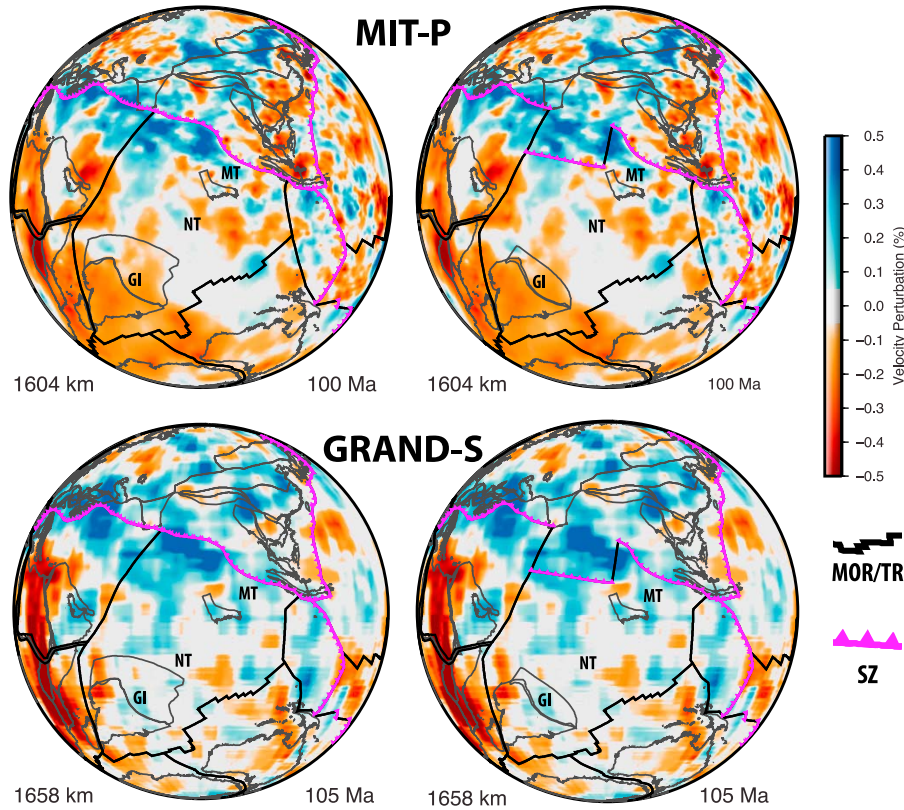 MIT-P
MT
NT
GI
1604 km
100 Ma
MT
NT
GI
1604 km
100 Ma
GRAND-S
MT
NT
GI
1658 km
105 Ma
MT
NT
GI
1658 km
105 Ma
0.5
0.4
0.3
0.2
0.1
0.0
−0.1
−0.2
−0.3
−0.4
−0.5
Velocity Perturbation (%)
MOR/TR
SZ